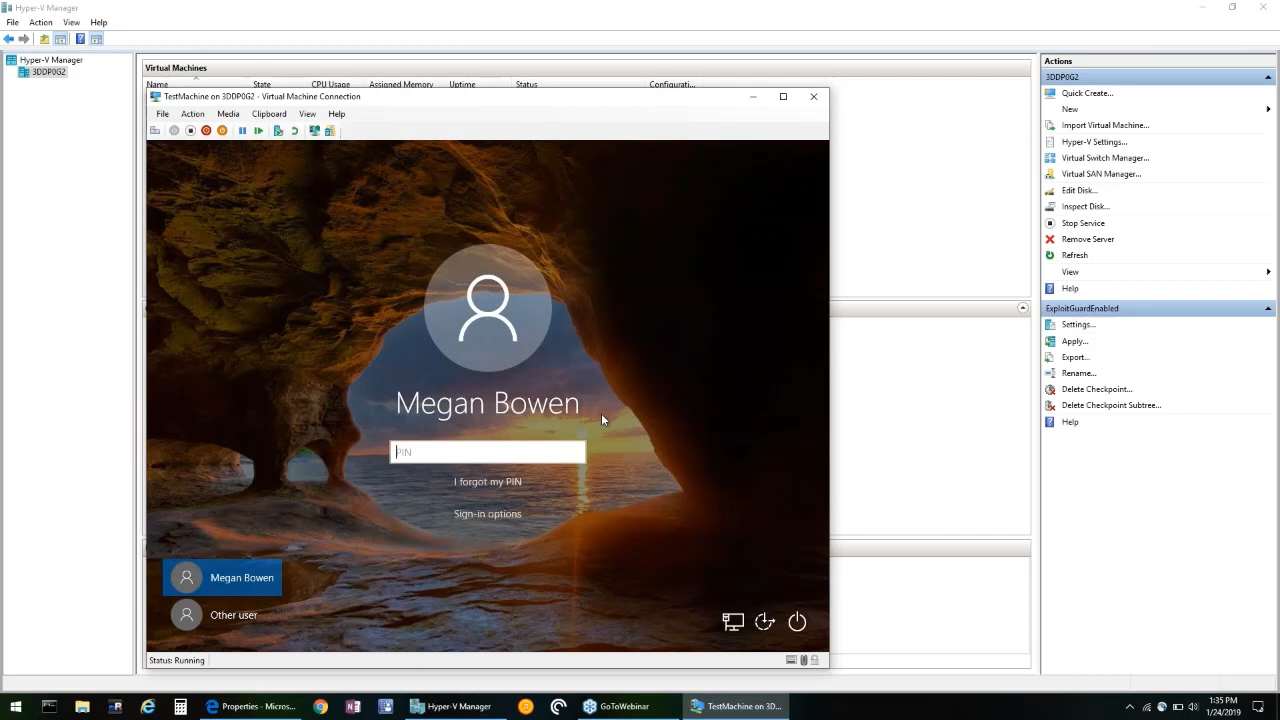 Hyper-V Manager
File Action View Help
Hyper-V Manager
3DDP0G2
Virtual Machines
Name State CPU Usage Assigned Memory Uptime Status Configurati...
TestMachine on 3DDP0G2 - Virtual Machine Connection
File Action Media Clipboard View Help
Megan Bowen
PIN
I forgot my PIN
Sign-in options
Megan Bowen
Other user
Status: Running
Actions
3DDP0G2
Quick Create...
New
Import Virtual Machine...
Hyper-V Settings...
Virtual Switch Manager...
Virtual SAN Manager...
Edit Disk...
Inspect Disk...
Stop Service
Remove Server
Refresh
View
Help
ExploitGuardEnabled
Settings...
Apply...
Export...
Rename...
Delete Checkpoint...
Delete Checkpoint Subtree...
Help
Properties - Micros...
Hyper-V Manager
GoToWebinar
TestMachine on 3D...
1:35 PM
1/24/2019